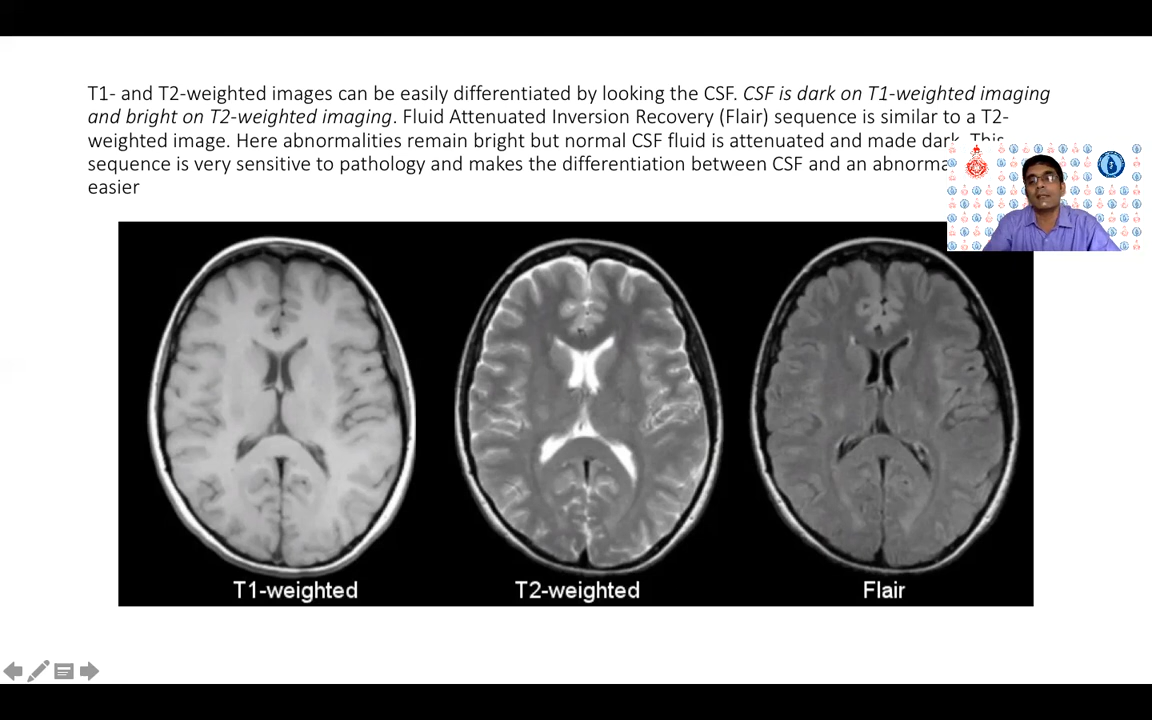 T1- and T2-weighted images can be easily differentiated by looking the CSF. CSF is dark on T1-weighted imaging
and bright on T2-weighted imaging. Fluid Attenuated Inversion Recovery (Flair) sequence is similar to a T2-
weighted image. Here abnormalities remain bright but normal CSF fluid is attenuated and made dark. This
sequence is very sensitive to pathology and makes the differentiation between CSF and an
easier
T1-weighted
T2-weighted
Flair